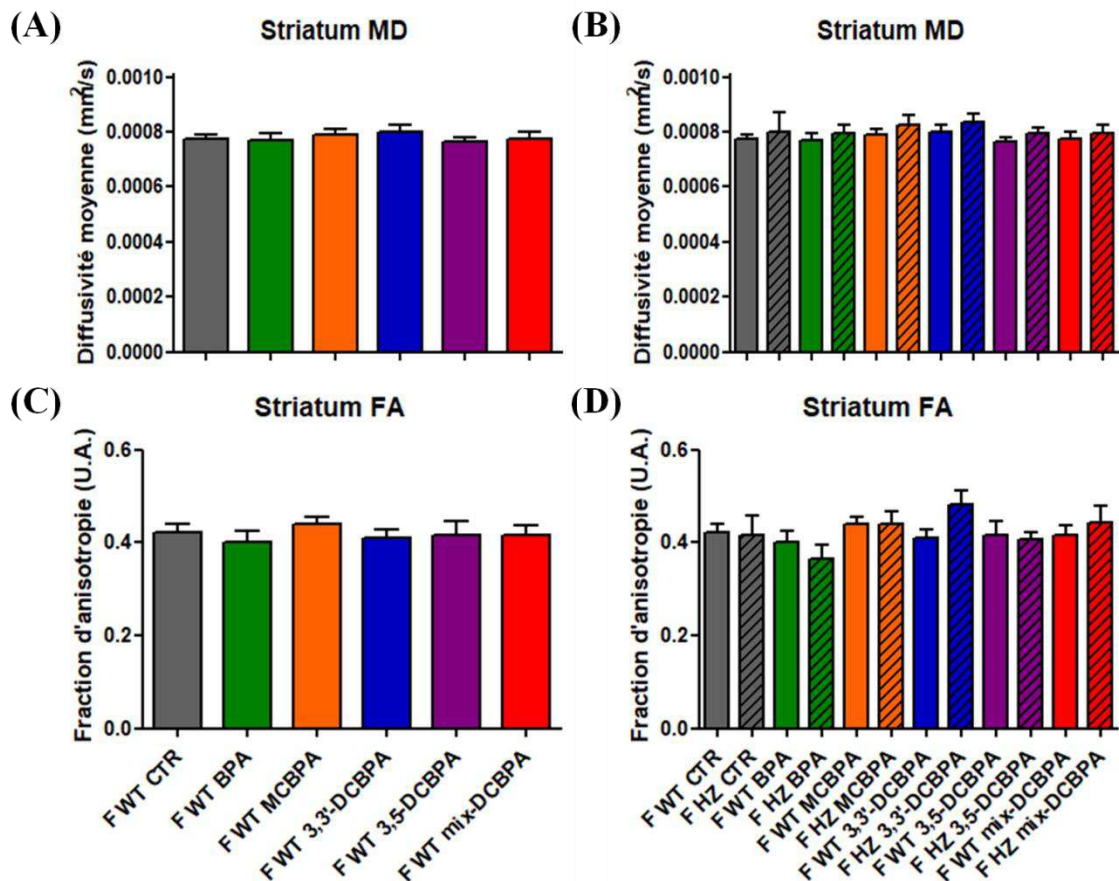 (A)
Striatum MD
Diffusivité moyenne (mm²/s)
0.0010
0.0008
0.0006
0.0004
0.0002
0.0000
(B)
Striatum MD
Diffusivité moyenne (mm²/s)
0.0010
0.0008
0.0006
0.0004
0.0002
0.0000
(C)
Striatum FA
Fraction d'anisotropie (U.A.)
0.6
0.4
0.2
0.0
F WT CTR
F WT BPA
F WT MCBPA
F WT 3,3'-DCBPA
F WT 3,5-DCBPA
F WT mix-DCBPA
(D)
Striatum FA
Fraction d'anisotropie (U.A.)
0.6
0.4
0.2
0.0
F WT CTR
F HZ CTR
F WT BPA
F HZ BPA
F WT MCBPA
F HZ MCBPA
F WT 3,3'-DCBPA
F HZ 3,3'-DCBPA
F WT 3,5-DCBPA
F HZ 3,5-DCBPA
F WT mix-DCBPA
F HZ mix-DCBPA